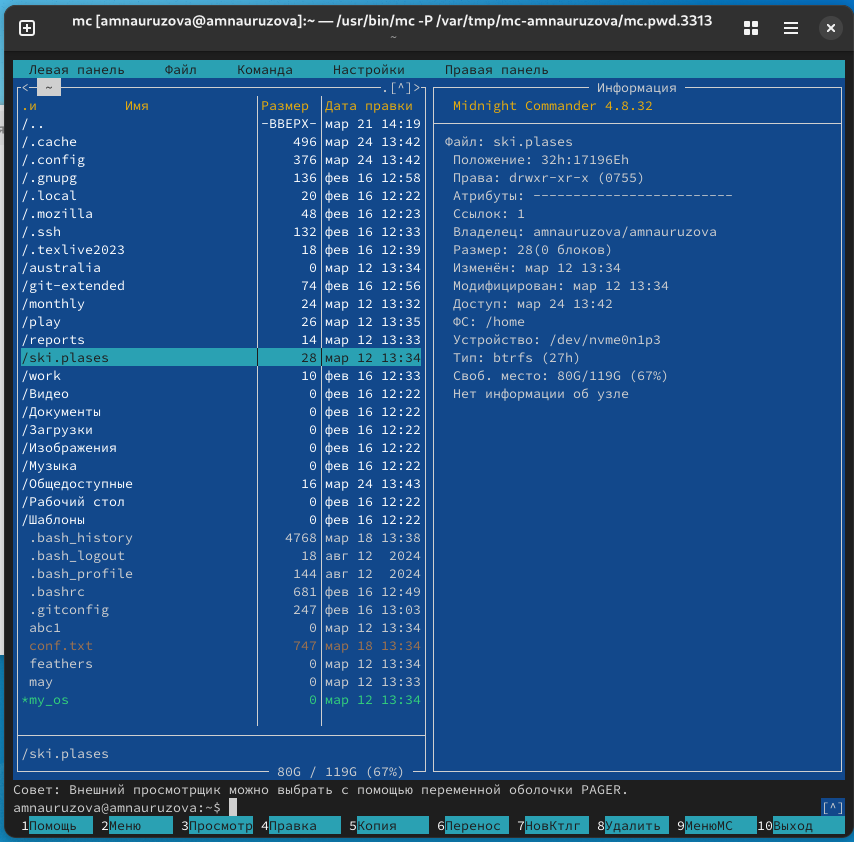 mc [amnauruzova@amnauruzova]:~ — /usr/bin/mc -P /var/tmp/mc-amnauruzova/mc.pwd.3313
~
Левая панель Файл Команда Настройки Правая панель
<─ ~ .[^]>
.и Имя Размер Дата правки
/.. -ВВЕРХ- мар 21 14:19
/.cache 496 мар 24 13:42
/.config 376 мар 24 13:42
/.gnupg 136 фев 16 12:58
/.local 20 фев 16 12:22
/.mozilla 48 фев 16 12:23
/.ssh 132 фев 16 12:33
/.texlive2023 18 фев 16 12:39
/australia 0 мар 12 13:34
/git-extended 74 фев 16 12:56
/monthly 24 мар 12 13:32
/play 26 мар 12 13:35
/reports 14 мар 12 13:33
/ski.plases 28 мар 12 13:34
/work 10 фев 16 12:33
/Видео 0 фев 16 12:22
/Документы 0 фев 16 12:22
/Загрузки 0 фев 16 12:22
/Изображения 0 фев 16 12:22
/Музыка 0 фев 16 12:22
/Общедоступные 16 мар 24 13:43
/Рабочий стол 0 фев 16 12:22
/Шаблоны 0 фев 16 12:22
.bash_history 4768 мар 18 13:38
.bash_logout 18 авг 12 2024
.bash_profile 144 авг 12 2024
.bashrc 681 фев 16 12:49
.gitconfig 247 фев 16 13:03
abc1 0 мар 12 13:34
conf.txt 747 мар 18 13:34
feathers 0 мар 12 13:34
may 0 мар 12 13:33
*my_os 0 мар 12 13:34
/ski.plases
80G / 119G (67%)
Информация
Midnight Commander 4.8.32
Файл: ski.plases
Положение: 32h:17196Eh
Права: drwxr-xr-x (0755)
Атрибуты: -------------------------
Ссылок: 1
Владелец: amnauruzova/amnauruzova
Размер: 28(0 блоков)
Изменён: мар 12 13:34
Модифицирован: мар 12 13:34
Доступ: мар 24 13:42
ФС: /home
Устройство: /dev/nvme0n1p3
Тип: btrfs (27h)
Своб. место: 80G/119G (67%)
Нет информации об узле
Совет: Внешний просмотрщик можно выбрать с помощью переменной оболочки PAGER.
amnauruzova@amnauruzova:~$ [^]
1Помощь 2Меню 3Просмотр 4Правка 5Копия 6Перенос 7НовКтлг 8Удалить 9МенюМС 10Выход